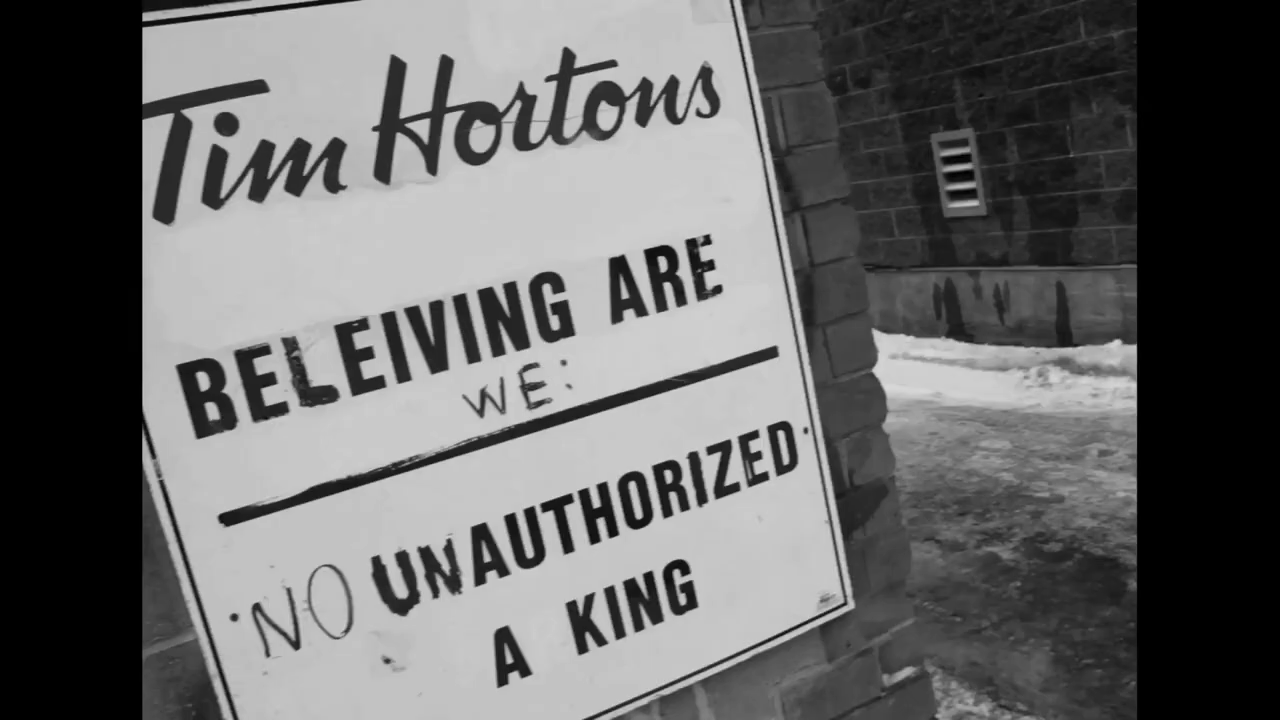 Tim Hortons
BELEIVING ARE
WE:
NO UNAUTHORIZED
A KING